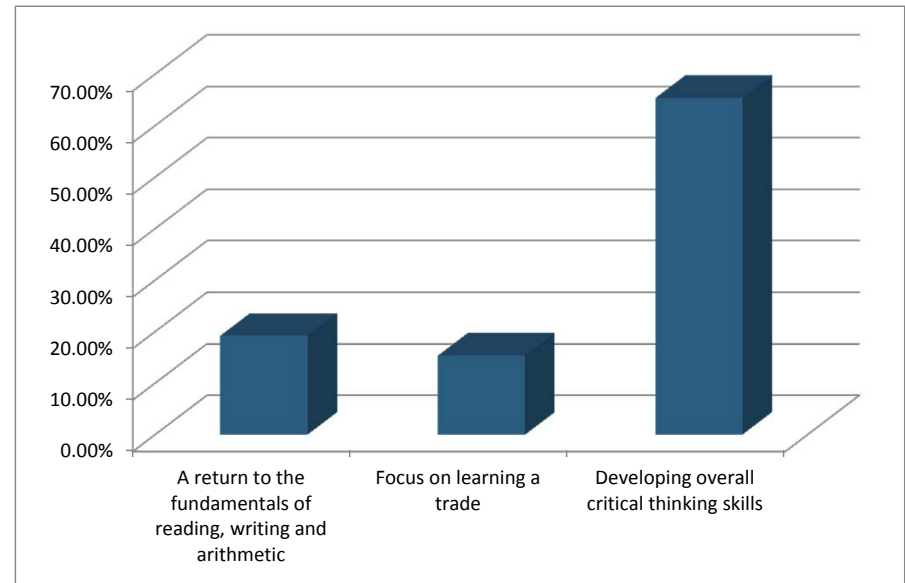 70.00%
60.00%
50.00%
40.00%
30.00%
20.00%
10.00%
0.00%
A return to the
fundamentals of
reading, writing and
arithmetic
Focus on learning a
trade
Developing overall
critical thinking skills